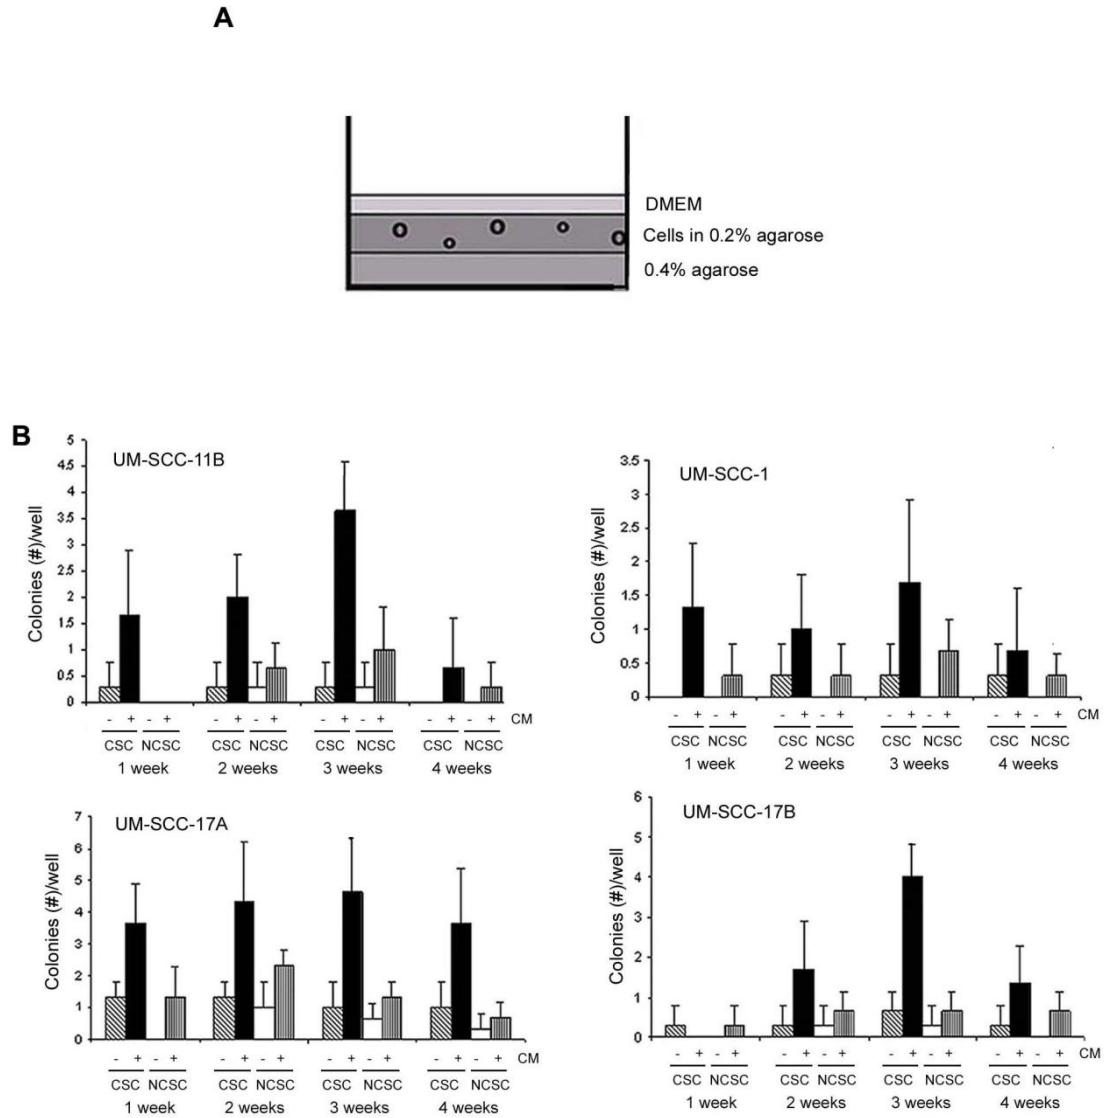 A
DMEM
Cells in 0.2% agarose
0.4% agarose
B
UM-SCC-11B
Colonies (#)/well
5
4.5
4
3.5
3
2.5
2
1.5
1
0.5
0
- + - + - + - + - + - + - + - + CM
CSC NCSC CSC NCSC CSC NCSC CSC NCSC
1 week 2 weeks 3 weeks 4 weeks
UM-SCC-1
Colonies (#)/well
3.5
3
2.5
2
1.5
1
0.5
0
- + - + - + - + - + - + - + - + CM
CSC NCSC CSC NCSC CSC NCSC CSC NCSC
1 week 2 weeks 3 weeks 4 weeks
UM-SCC-17A
Colonies (#)/well
7
6
5
4
3
2
1
0
- + - + - + - + - + - + - + - + CM
CSC NCSC CSC NCSC CSC NCSC CSC NCSC
1 week 2 weeks 3 weeks 4 weeks
UM-SCC-17B
Colonies (#)/well
6
5
4
3
2
1
0
- + - + - + - + - + - + - + - + CM
CSC NCSC CSC NCSC CSC NCSC CSC NCSC
1 week 2 weeks 3 weeks 4 weeks